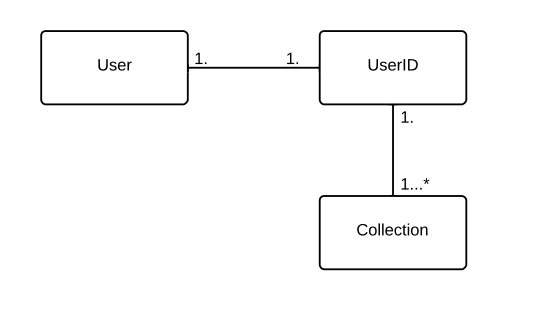 User
1.
1.
UserID
1.
1...*
Collection